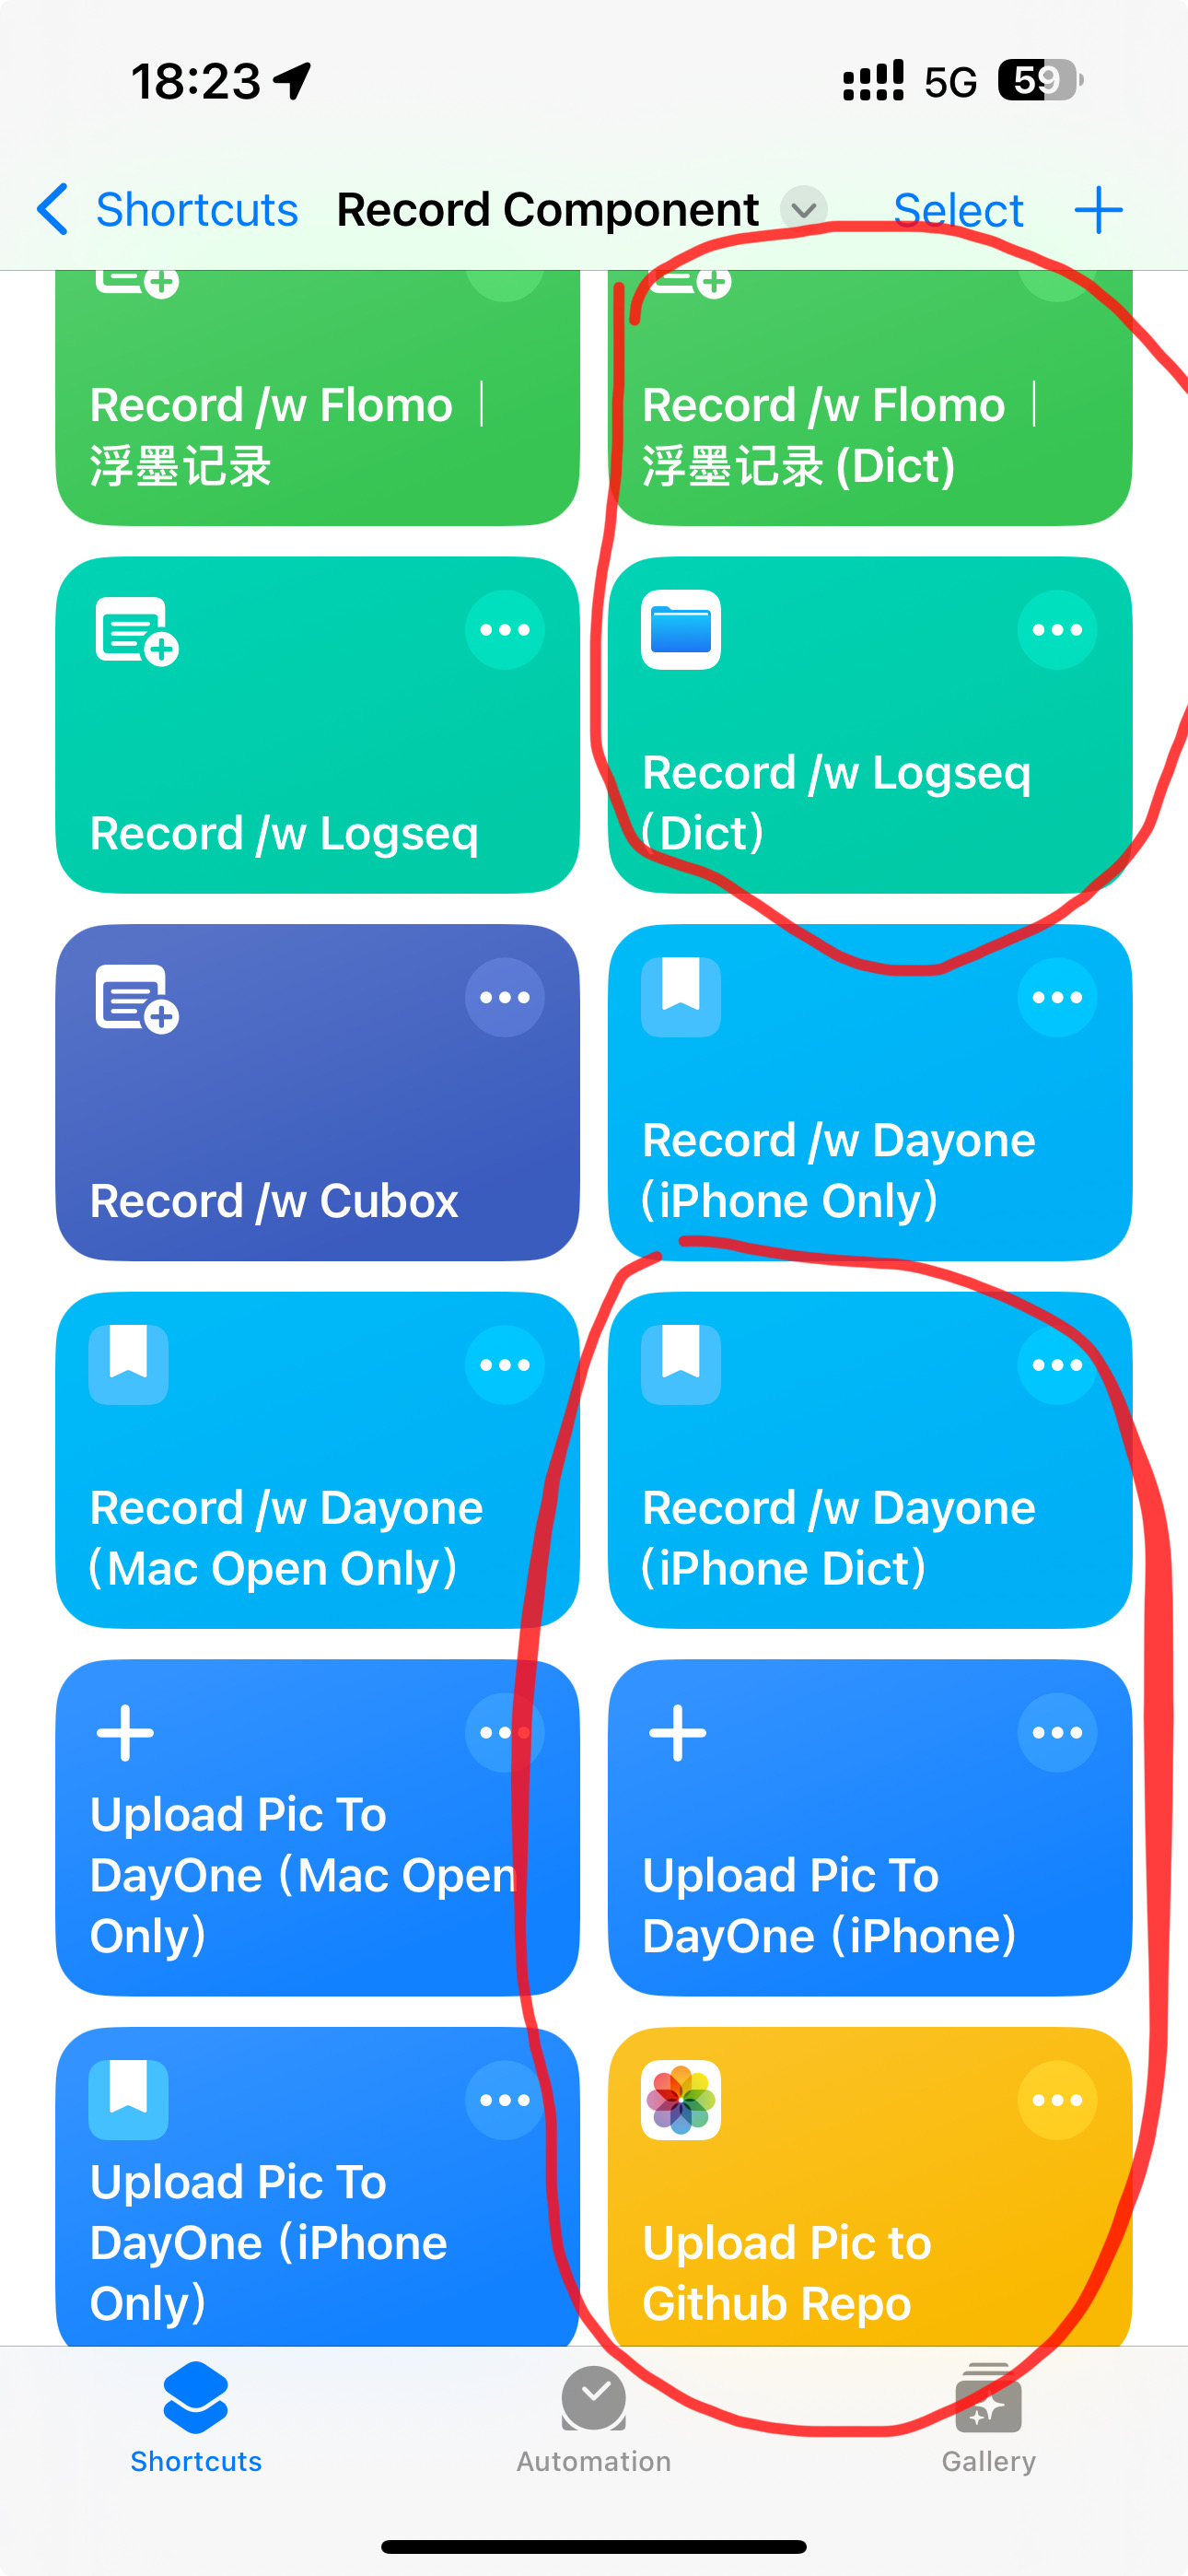 18:23 5G 59
Shortcuts Record Component Select
Record /w Flomo｜
浮墨记录
Record /w Flomo｜
浮墨记录 (Dict)
Record /w Logseq
Record /w Logseq
(Dict)
Record /w Cubox
Record /w Dayone
(iPhone Only)
Record /w Dayone
(Mac Open Only)
Record /w Dayone
(iPhone Dict)
Upload Pic To
DayOne (Mac Open
Only)
Upload Pic To
DayOne (iPhone)
Upload Pic To
DayOne (iPhone
Only)
Upload Pic to
Github Repo
Shortcuts Automation Gallery